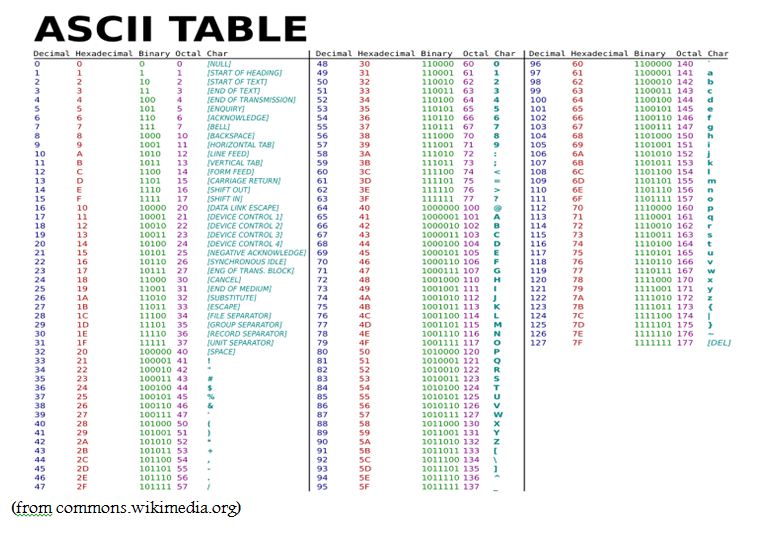 ASCII TABLE
Decimal Hexadecimal Binary Octal Char
0 0 0 0 [NULL]
1 1 1 1 [START OF HEADING]
2 2 10 2 [START OF TEXT]
3 3 11 3 [END OF TEXT]
4 4 100 4 [END OF TRANSMISSION]
5 5 101 5 [ENQUIRY]
6 6 110 6 [ACKNOWLEDGE]
7 7 111 7 [BELL]
8 8 1000 10 [BACKSPACE]
9 9 1001 11 [HORIZONTAL TAB]
10 A 1010 12 [LINE FEED]
11 B 1011 13 [VERTICAL TAB]
12 C 1100 14 [FORM FEED]
13 D 1101 15 [CARRIAGE RETURN]
14 E 1110 16 [SHIFT OUT]
15 F 1111 17 [SHIFT IN]
16 10 10000 20 [DATA LINK ESCAPE]
17 11 10001 21 [DEVICE CONTROL 1]
18 12 10010 22 [DEVICE CONTROL 2]
19 13 10011 23 [DEVICE CONTROL 3]
20 14 10100 24 [DEVICE CONTROL 4]
21 15 10101 25 [NEGATIVE ACKNOWLEDGE]
22 16 10110 26 [SYNCHRONOUS IDLE]
23 17 10111 27 [ENG OF TRANS. BLOCK]
24 18 11000 30 [CANCEL]
25 19 11001 31 [END OF MEDIUM]
26 1A 11010 32 [SUBSTITUTE]
27 1B 11011 33 [ESCAPE]
28 1C 11100 34 [FILE SEPARATOR]
29 1D 11101 35 [GROUP SEPARATOR]
30 1E 11110 36 [RECORD SEPARATOR]
31 1F 11111 37 [UNIT SEPARATOR]
32 20 100000 40 [SPACE]
33 21 100001 41 !
34 22 100010 42 "
35 23 100011 43 #
36 24 100100 44 $
37 25 100101 45 %
38 26 100110 46 &
39 27 100111 47 '
40 28 101000 50 (
41 29 101001 51 )
42 2A 101010 52 *
43 2B 101011 53 +
44 2C 101100 54 ,
45 2D 101101 55 -
46 2E 101110 56 .
47 2F 101111 57 /
Decimal Hexadecimal Binary Octal Char
48 30 110000 60 0
49 31 110001 61 1
50 32 110010 62 2
51 33 110011 63 3
52 34 110100 64 4
53 35 110101 65 5
54 36 110110 66 6
55 37 110111 67 7
56 38 111000 70 8
57 39 111001 71 9
58 3A 111010 72 :
59 3B 111011 73 ;
60 3C 111100 74 <
61 3D 111101 75 =
62 3E 111110 76 >
63 3F 111111 77 ?
64 40 1000000 100 @
65 41 1000001 101 A
66 42 1000010 102 B
67 43 1000011 103 C
68 44 1000100 104 D
69 45 1000101 105 E
70 46 1000110 106 F
71 47 1000111 107 G
72 48 1001000 110 H
73 49 1001001 111 I
74 4A 1001010 112 J
75 4B 1001011 113 K
76 4C 1001100 114 L
77 4D 1001101 115 M
78 4E 1001110 116 N
79 4F 1001111 117 O
80 50 1010000 120 P
81 51 1010001 121 Q
82 52 1010010 122 R
83 53 1010011 123 S
84 54 1010100 124 T
85 55 1010101 125 U
86 56 1010110 126 V
87 57 1010111 127 W
88 58 1011000 130 X
89 59 1011001 131 Y
90 5A 1011010 132 Z
91 5B 1011011 133 [
92 5C 1011100 134 \
93 5D 1011101 135 ]
94 5E 1011110 136 ^
95 5F 1011111 137 _
Decimal Hexadecimal Binary Octal Char
96 60 1100000 140 `
97 61 1100001 141 a
98 62 1100010 142 b
99 63 1100011 143 c
100 64 1100100 144 d
101 65 1100101 145 e
102 66 1100110 146 f
103 67 1100111 147 g
104 68 1101000 150 h
105 69 1101001 151 i
106 6A 1101010 152 j
107 6B 1101011 153 k
108 6C 1101100 154 l
109 6D 1101101 155 m
110 6E 1101110 156 n
111 6F 1101111 157 o
112 70 1110000 160 p
113 71 1110001 161 q
114 72 1110010 162 r
115 73 1110011 163 s
116 74 1110100 164 t
117 75 1110101 165 u
118 76 1110110 166 v
119 77 1110111 167 w
120 78 1111000 170 x
121 79 1111001 171 y
122 7A 1111010 172 z
123 7B 1111011 173 {
124 7C 1111100 174 |
125 7D 1111101 175 }
126 7E 1111110 176 ~
127 7F 1111111 177 [DEL]
(from commons.wikimedia.org)